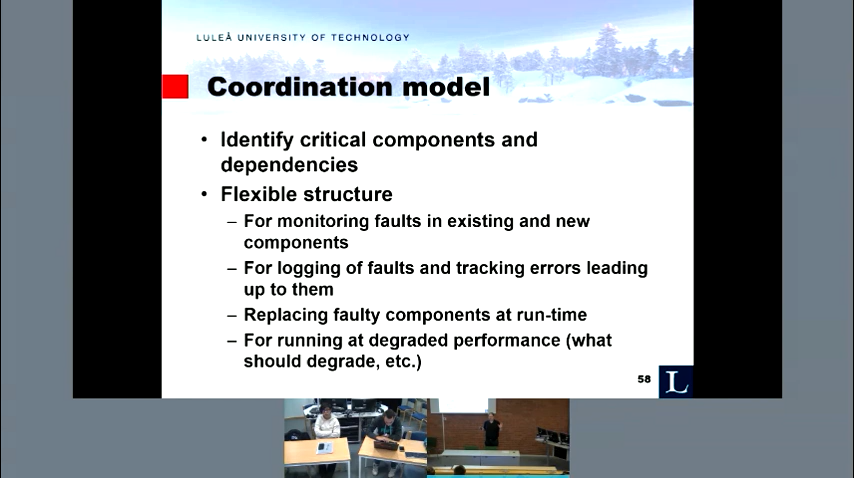 LULEÅ UNIVERSITY OF TECHNOLOGY
Coordination model
• Identify critical components and
dependencies
• Flexible structure
– For monitoring faults in existing and new
components
– For logging of faults and tracking errors leading
up to them
– Replacing faulty components at run-time
– For running at degraded performance (what
should degrade, etc.)
58
L